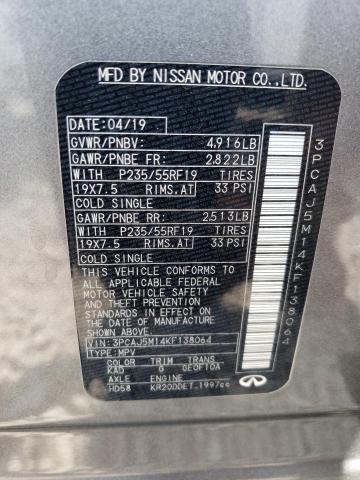 MFD BY NISSAN MOTOR CO.,LTD.
DATE:04/19
GVWR/PNBV: 4,916LB
GAWR/PNBE FR: 2,822LB
WITH P235/55RF19 TIRES
19X7.5 RIMS.AT 33 PSI
COLD SINGLE
GAWR/PNBE RR: 2513LB
WITH P235/55RF19 TIRES
19X7.5 RIMS.AT 33 PSI
COLD SINGLE
THIS VEHICLE CONFORMS TO
ALL APPLICABLE FEDERAL
MOTOR VEHICLE SAFETY AND
THEFT PREVENTION
STANDARDS IN EFFECT ON THE
DATE OF MANUFACTURE
SHOWN ABOVE.
VIN: 3PCAJ5M14KF138064
TYPE: MPV
COLOR TRIM TRANS
KAD G GE0F10A
AXLE ENGINE
HD58 KR20DDET 1997cc
INFINITI
3PCAJ5M14KF138064